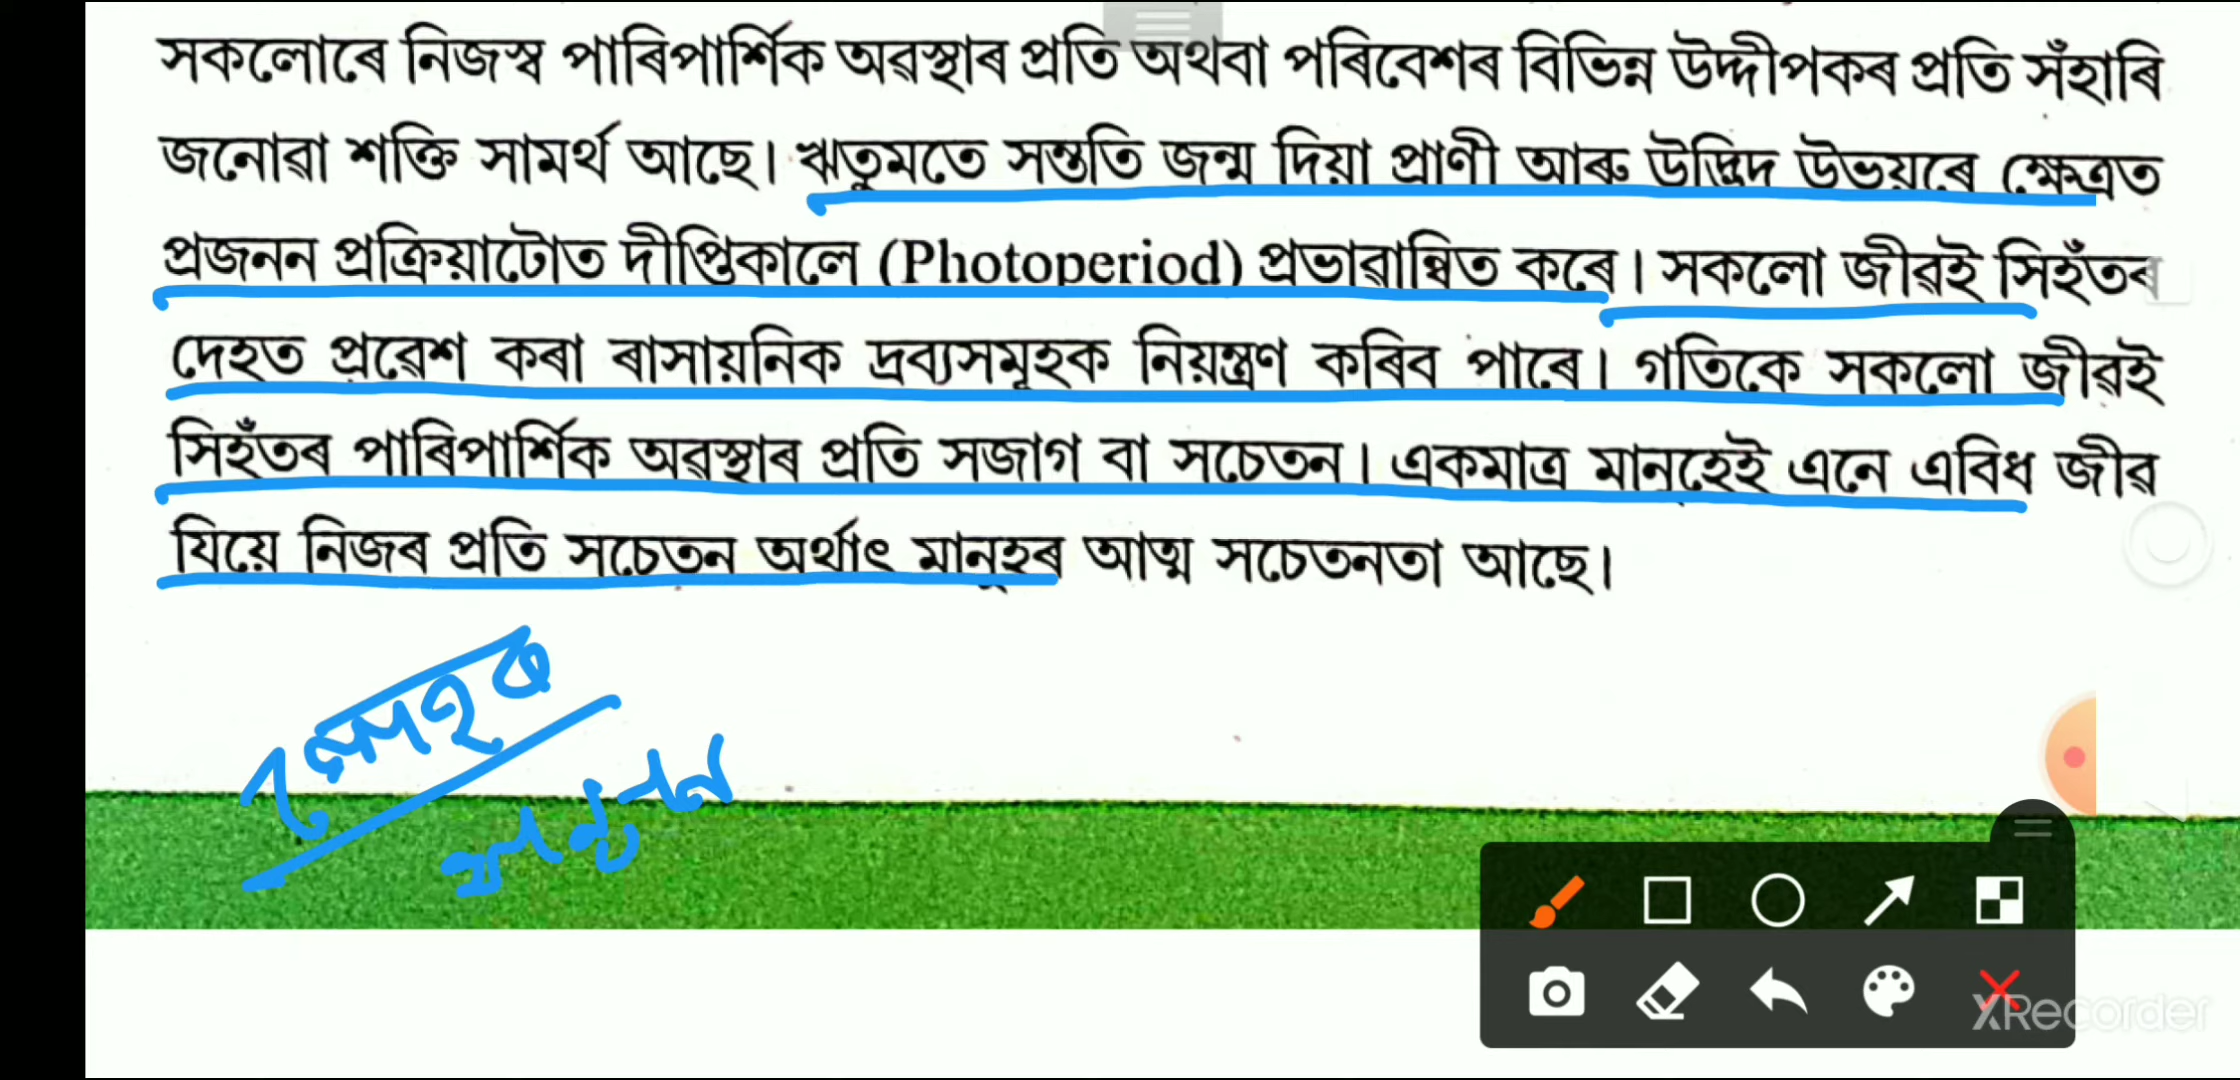 সকলোৰে নিজস্ব পাৰিপাৰ্শিক অৱস্থাৰ প্ৰতি অথবা পৰিবেশৰ বিভিন্ন উদ্দীপকৰ প্ৰতি সঁহাৰি
জনোৱা শক্তি সামৰ্থ আছে। ঋতুমতে সন্ততি জন্ম দিয়া প্ৰাণী আৰু উদ্ভিদ উভয়ৰে ক্ষেত্ৰত
প্ৰজনন প্ৰক্ৰিয়াটোত দীপ্তিকালে (Photoperiod) প্ৰভাৱান্বিত কৰে। সকলো জীৱই সিহঁতৰ
দেহত প্ৰৱেশ কৰা ৰাসায়নিক দ্ৰব্যসমূহক নিয়ন্ত্ৰণ কৰিব পাৰে। গতিকে সকলো জীৱই
সিহঁতৰ পাৰিপাৰ্শিক অৱস্থাৰ প্ৰতি সজাগ বা সচেতন। একমাত্ৰ মানুহেই এনে এবিধ জীৱ
যিয়ে নিজৰ প্ৰতি সচেতন অৰ্থাৎ মানুহৰ আত্ম সচেতনতা আছে।
XRecorder